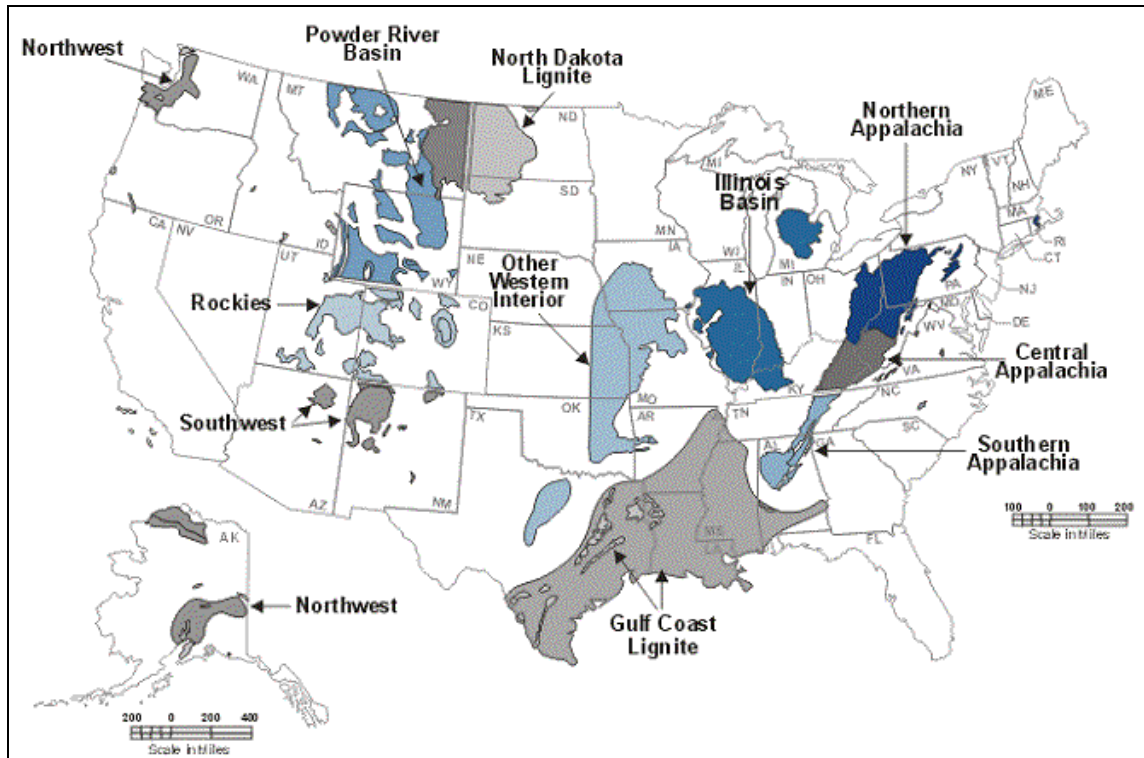 Northwest
Powder River
Basin
North Dakota
Lignite
Northern
Appalachia
Illinois
Basin
Other
Western
Interior
Rockies
Southwest
Central
Appalachia
Southern
Appalachia
Gulf Coast
Lignite
Northwest
WA
MT
ND
ME
VT
NH
NY
MA
RI
CT
MI
SD
MN
IA
WI
IL
MI
CA
NV
OR
ID
UT
WY
NE
CO
KS
IN
OH
PA
NJ
MD
DE
WV
VA
KY
NC
TN
MO
AR
OK
TX
SC
AL
GA
MS
LA
FL
AZ
NM
AK
100 0 100 200
Scale in Miles
200 0 200 400
Scale in Miles